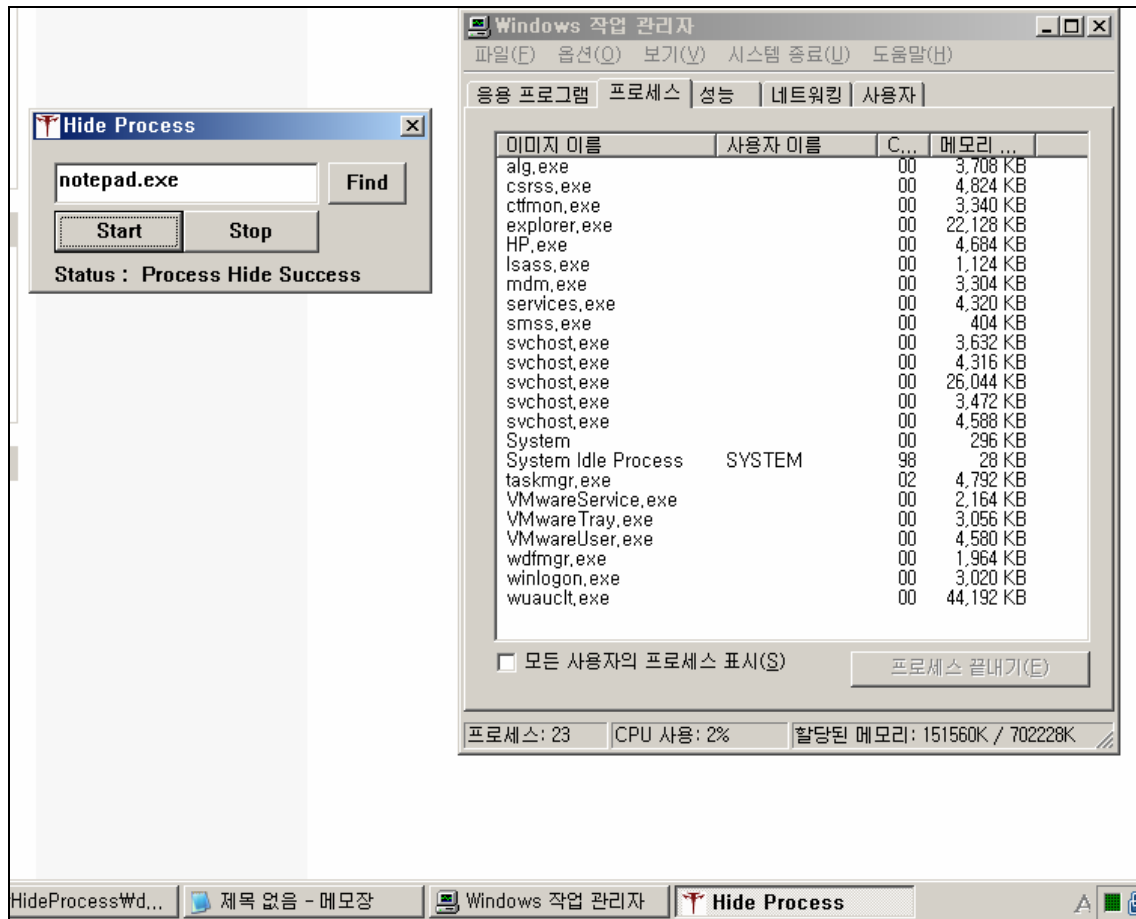 Windows 작업 관리자
파일(F) 옵션(O) 보기(V) 시스템 종료(U) 도움말(H)
응용 프로그램 프로세스 성능 네트워킹 사용자
Hide Process
notepad.exe Find
Start Stop
Status : Process Hide Success
이미지 이름 사용자 이름 C... 메모리 ...
alg.exe 00 3,708 KB
csrss.exe 00 4,824 KB
ctfmon.exe 00 3,340 KB
explorer.exe 00 22,128 KB
HP.exe 00 4,684 KB
lsass.exe 00 1,124 KB
mdm.exe 00 3,304 KB
services.exe 00 4,320 KB
smss.exe 00 404 KB
svchost.exe 00 3,632 KB
svchost.exe 00 4,316 KB
svchost.exe 00 26,044 KB
svchost.exe 00 3,472 KB
svchost.exe 00 4,588 KB
System 00 296 KB
System Idle Process SYSTEM 98 28 KB
taskmgr.exe 02 4,792 KB
VMwareService.exe 00 2,164 KB
VMwareTray.exe 00 3,056 KB
VMwareUser.exe 00 4,580 KB
wdfmgr.exe 00 1,964 KB
winlogon.exe 00 3,020 KB
wuauclt.exe 00 44,192 KB
모든 사용자의 프로세스 표시(S) 프로세스 끝내기(E)
프로세스: 23 CPU 사용: 2% 할당된 메모리: 151560K / 702228K
HideProcess₩d... 제목 없음 - 메모장 Windows 작업 관리자 Hide Process A